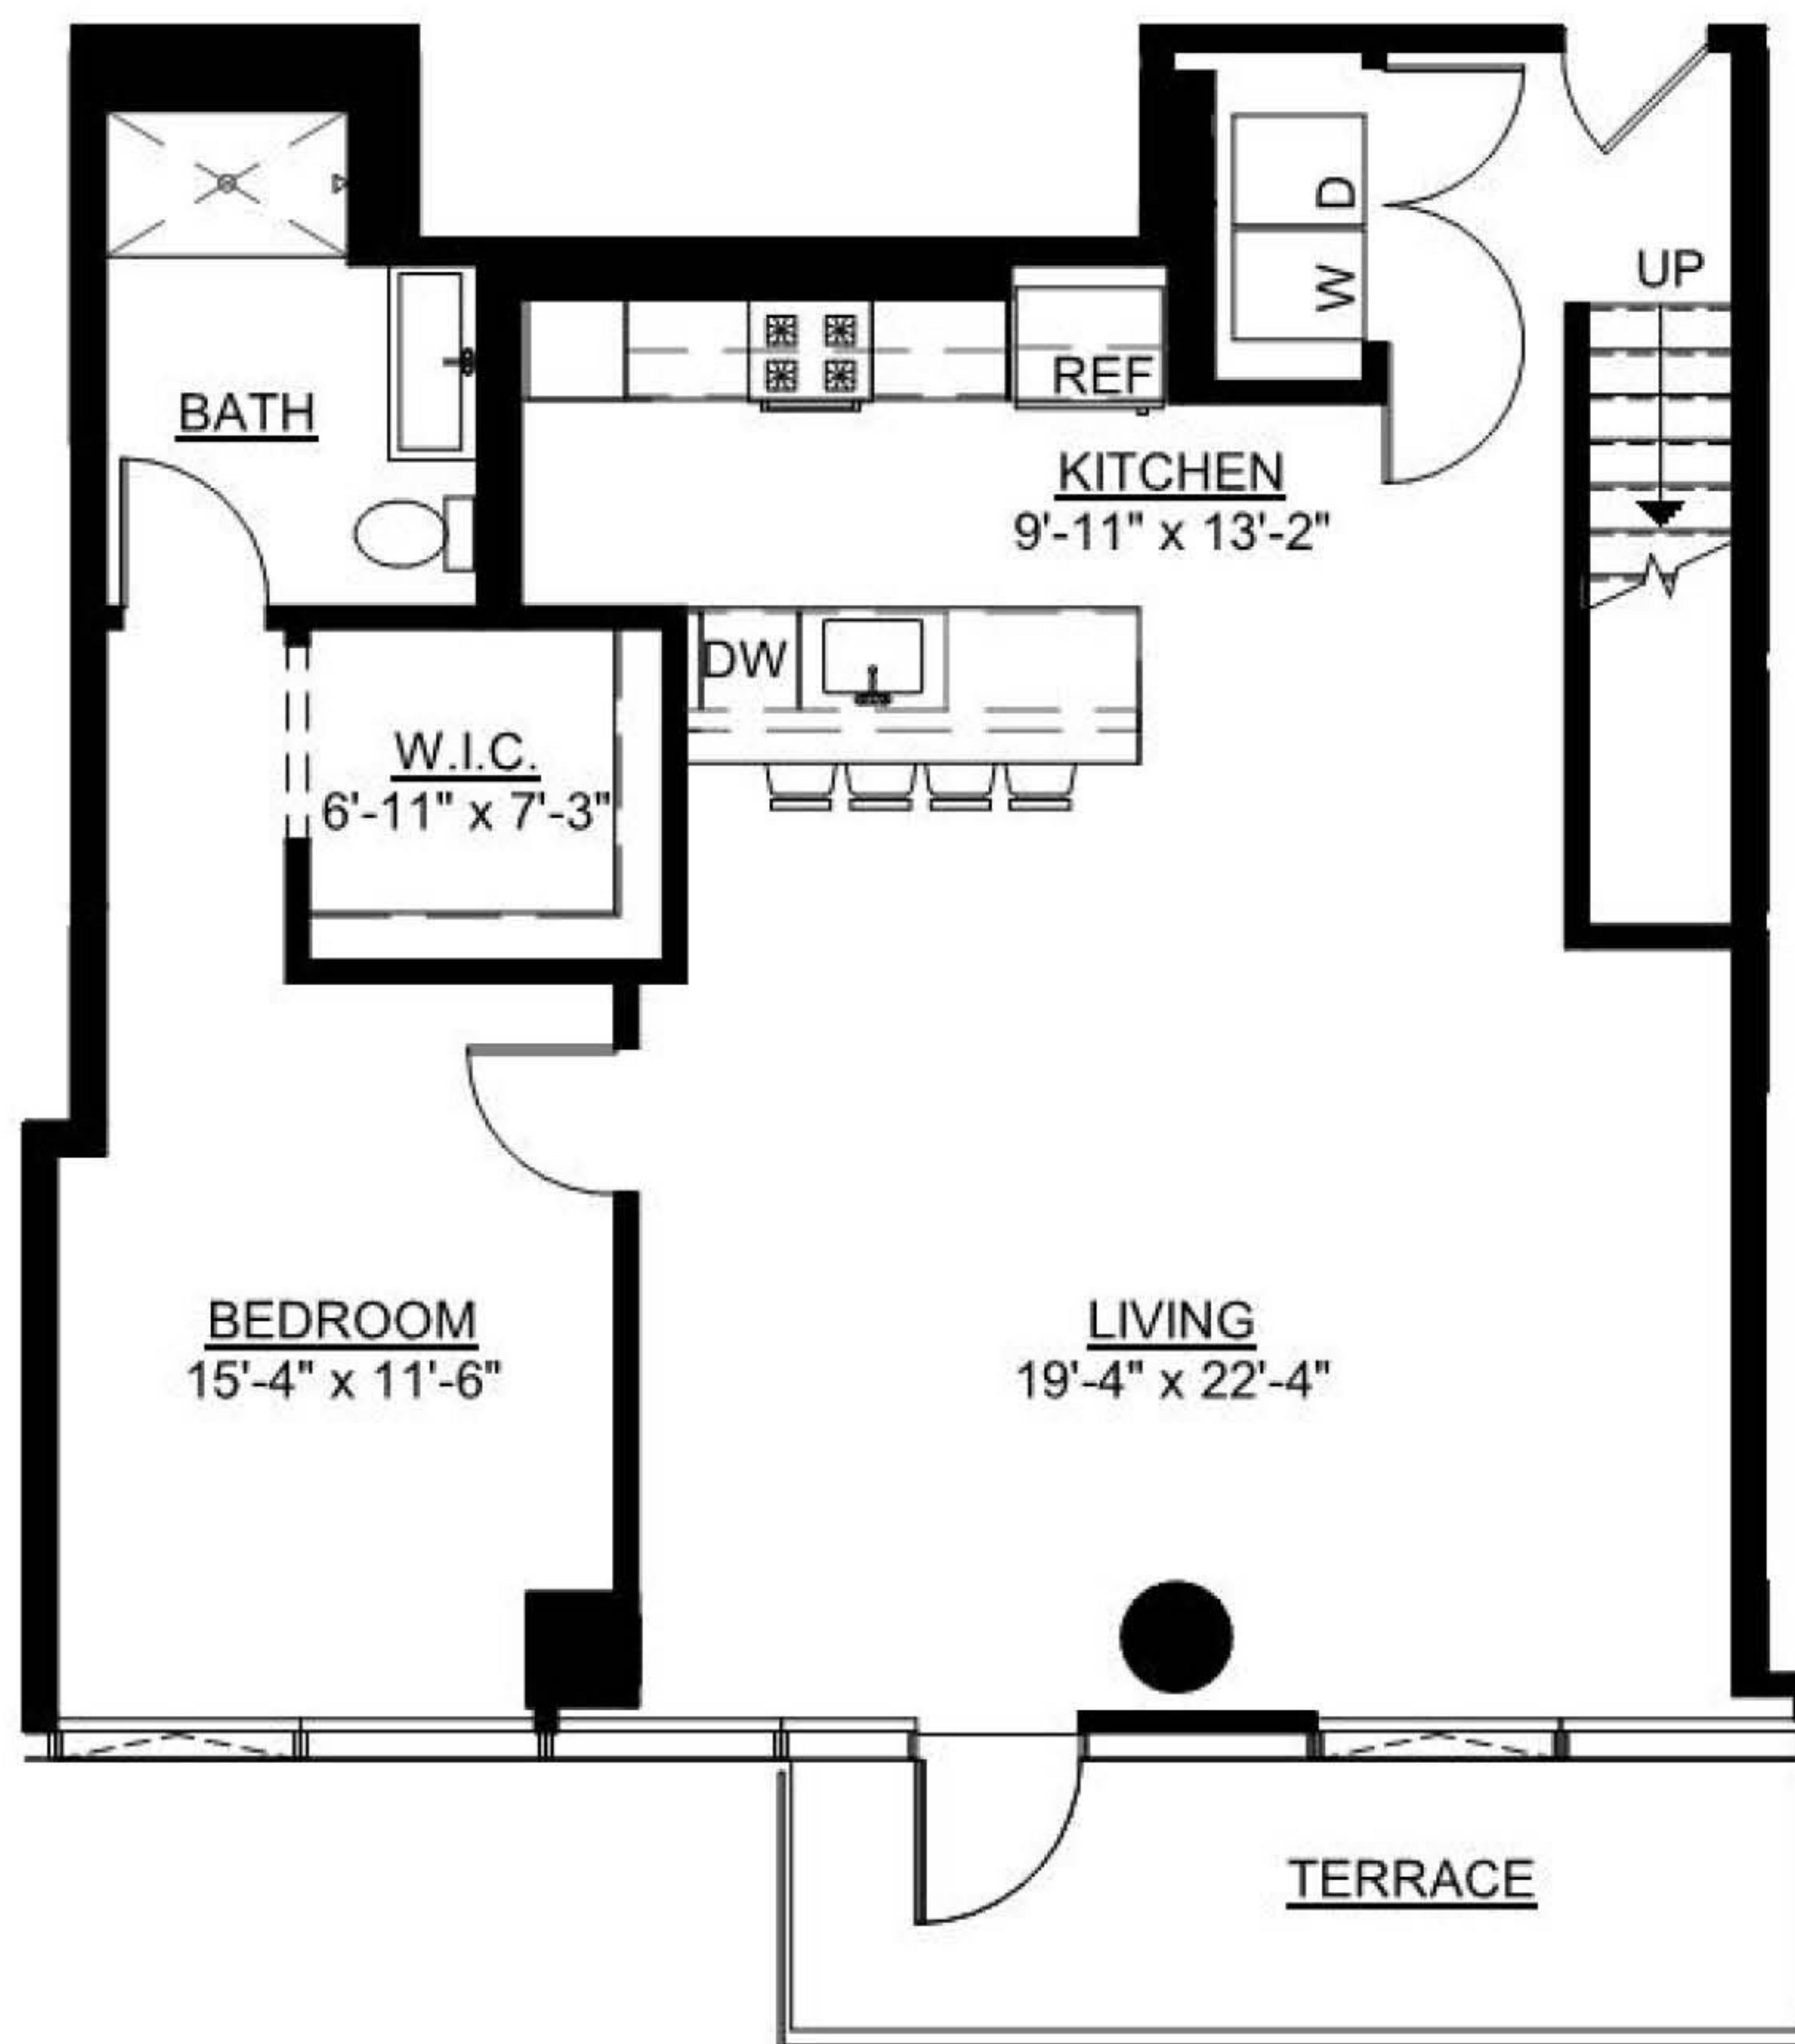 D
W
UP
REF
BATH
KITCHEN
9'-11" x 13'-2"
DW
W.I.C.
6'-11" x 7'-3"
BEDROOM
15'-4" x 11'-6"
LIVING
19'-4" x 22'-4"
TERRACE